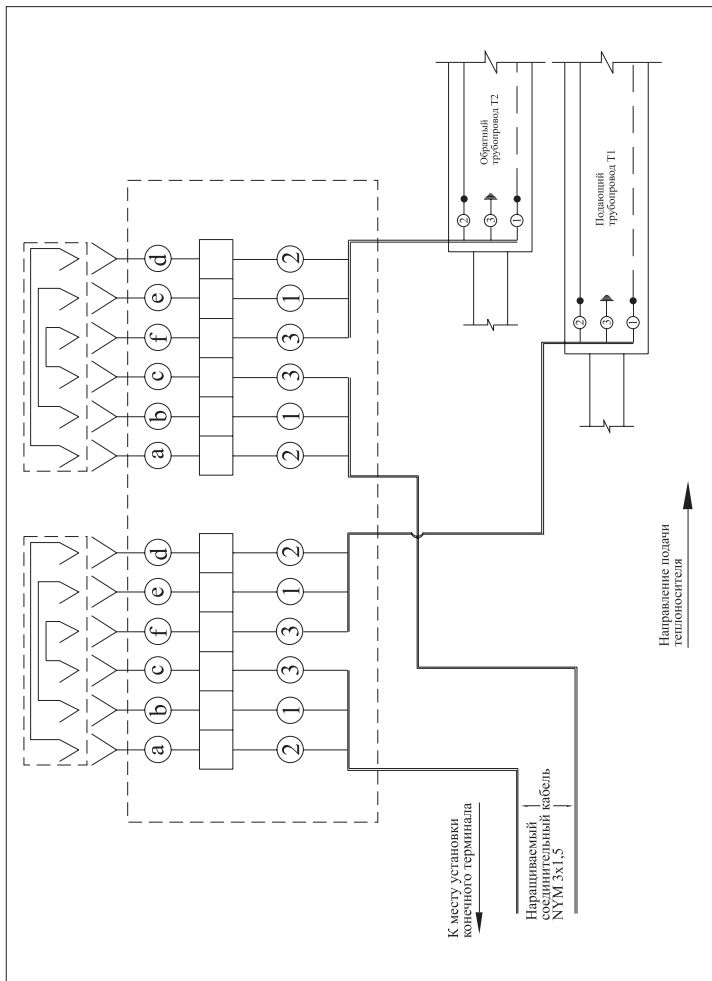 a b c f e d a b c f e d
2 1 3 3 1 2 2 1 3 3 1 2
К месту установки
конечного терминала
2
3
1
Обратный
трубопровод Т2
Наращиваемый
соединительный кабель
NYM 3х1,5
2
3
1
Подающий
трубопровод Т1
Направление подачи
теплоносителя